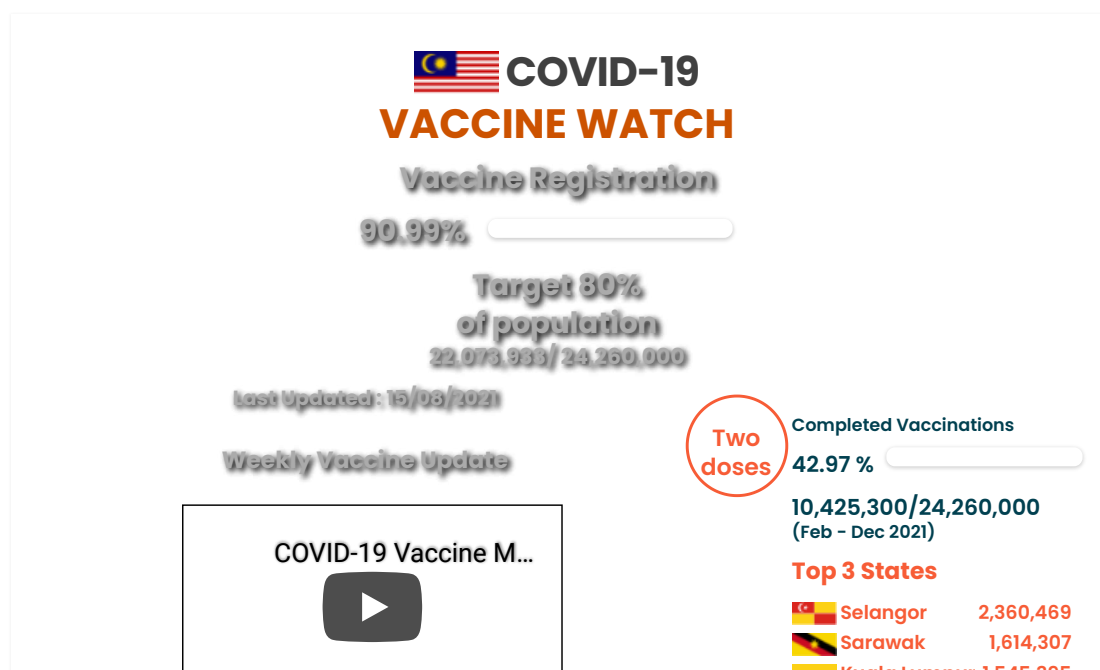 COVID-19
VACCINE WATCH
Vaccine Registration
90.99%
Target 80%
of population
22,073,933/ 24,260,000
Last Updated : 15/08/2021
Weekly Vaccine Update
COVID-19 Vaccine M...
Two
doses
Completed Vaccinations
42.97 %
10,425,300/24,260,000
(Feb - Dec 2021)
Top 3 States
Selangor 2,360,469
Sarawak 1,614,307